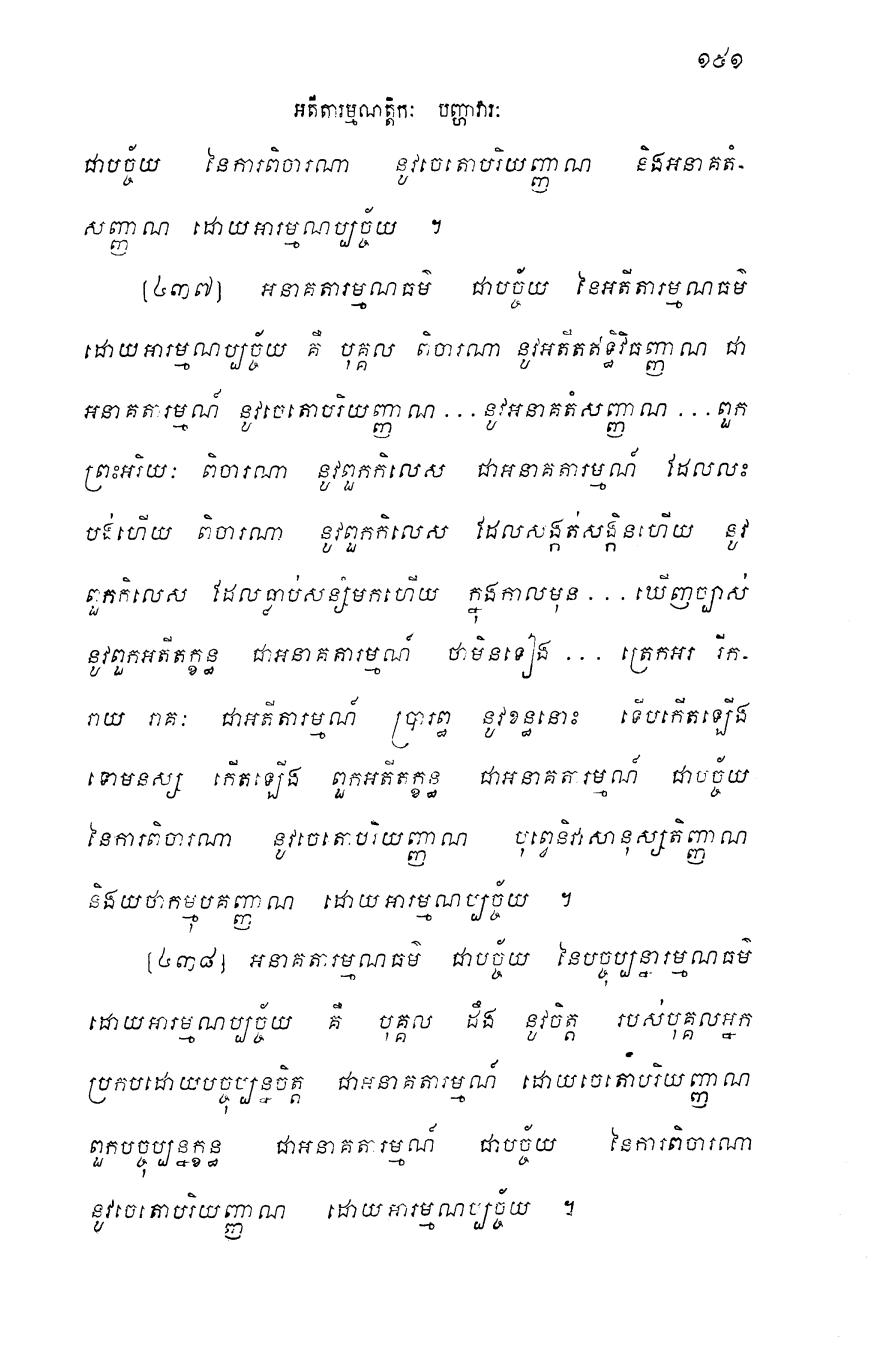 ១៥១
អតីតារម្មណត្តិកៈ បញ្ហាវារៈ
ជាបច្ច័យ នៃការពិចារណា នូវចេតោបរិយញ្ញាណ និងអនាគតំ-
សញ្ញាណ ដោយអារម្មណប្បច្ច័យ ។
[៤៣៧] អនាគតារម្មណធម៌ ជាបច្ច័យ នៃអតីតារម្មណធម៌
ដោយអារម្មណប្បច្ច័យ គឺ បុគ្គល ពិចារណា នូវអតីតឥទ្ធិវិធញ្ញាណ ជា
អនាគតារម្មណ៍ នូវចេតោបរិយញ្ញាណ ... នូវអនាគតំសញ្ញាណ ... ពួក
ព្រះអរិយៈ ពិចារណា នូវពួកកិលេស ជាអនាគតារម្មណ៍ ដែលលះ
បង់ហើយ ពិចារណា នូវពួកកិលេស ដែលសង្កត់សង្កិនហើយ នូវ
ពួកកិលេស ដែលធ្លាប់សន្សំមកហើយ ក្នុងកាលមុន ... ឃើញច្បាស់
នូវពួកអតីតក្ខន្ធ ជាអនាគតារម្មណ៍ ថាមិនទៀង ... ត្រេកអរ រីក-
រាយ រាគៈ ជាអតីតារម្មណ៍ ប្រារព្ធ នូវខន្ធនោះ ទើបកើតឡើង
ទោមនស្ស កើតឡើង ពួកអតីតក្ខន្ធ ជាអនាគតារម្មណ៍ ជាបច្ច័យ
នៃការពិចារណា នូវចេតោបរិយញ្ញាណ បុព្វេនិវាសានុស្សតិញ្ញាណ
និងយថាកម្មុបគញ្ញាណ ដោយអារម្មណប្បច្ច័យ ។
[៤៣៨] អនាគតារម្មណធម៌ ជាបច្ច័យ នៃបច្ចុប្បន្នារម្មណធម៌
ដោយអារម្មណប្បច្ច័យ គឺ បុគ្គល ដឹង នូវចិត្ត របស់បុគ្គលអ្នក
ប្រកបដោយបច្ចុប្បន្នចិត្ត ជាអនាគតារម្មណ៍ ដោយចេតោបរិយញ្ញាណ
ពួកបច្ចុប្បន្នក្ខន្ធ ជាអនាគតារម្មណ៍ ជាបច្ច័យ នៃការពិចារណា
នូវចេតោបរិយញ្ញាណ ដោយអារម្មណប្បច្ច័យ ។